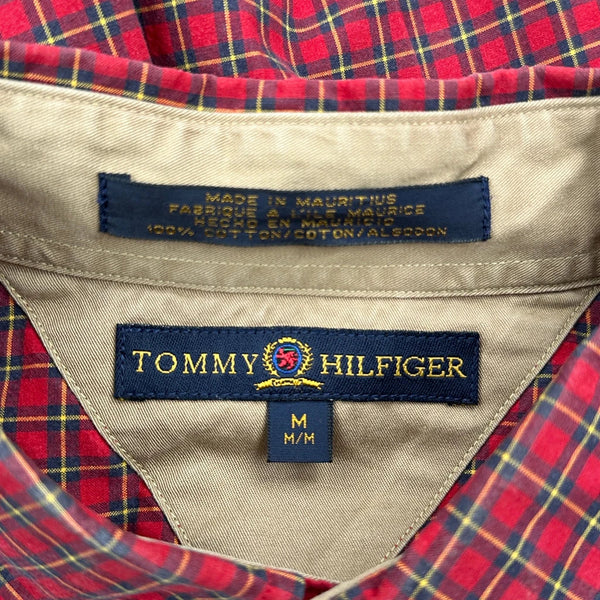 MADE IN MAURITIUS
FABRIQUE A L'ILE MAURICE
HECHO EN MAURICIO
100% COTTON/COTON/ALGODON
TOMMY HILFIGER
M
M/M